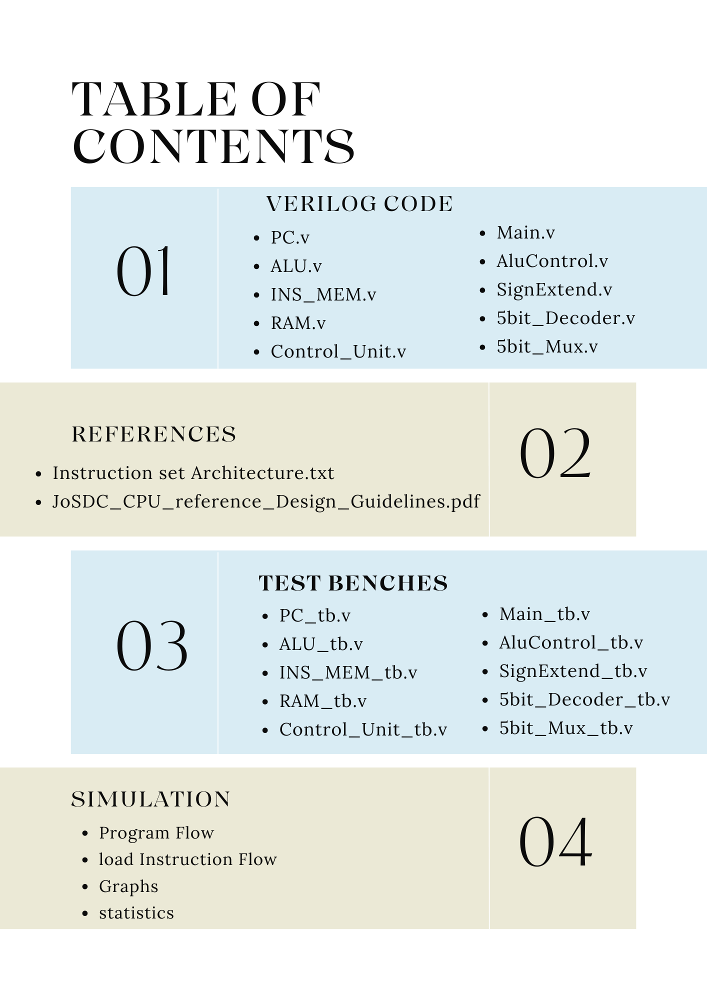 TABLE OF
CONTENTS
01
VERILOG CODE
• PC.v
• ALU.v
• INS_MEM.v
• RAM.v
• Control_Unit.v
• Main.v
• AluControl.v
• SignExtend.v
• 5bit_Decoder.v
• 5bit_Mux.v
REFERENCES
• Instruction set Architecture.txt
• JoSDC_CPU_reference_Design_Guidelines.pdf
02
03
TEST BENCHES
• PC_tb.v
• ALU_tb.v
• INS_MEM_tb.v
• RAM_tb.v
• Control_Unit_tb.v
• Main_tb.v
• AluControl_tb.v
• SignExtend_tb.v
• 5bit_Decoder_tb.v
• 5bit_Mux_tb.v
SIMULATION
• Program Flow
• load Instruction Flow
• Graphs
• statistics
04